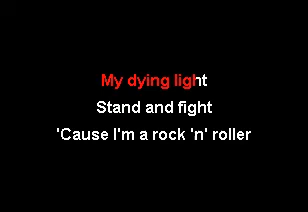 My dying light
Stand and fight
'Cause I'm a rock 'n' roller